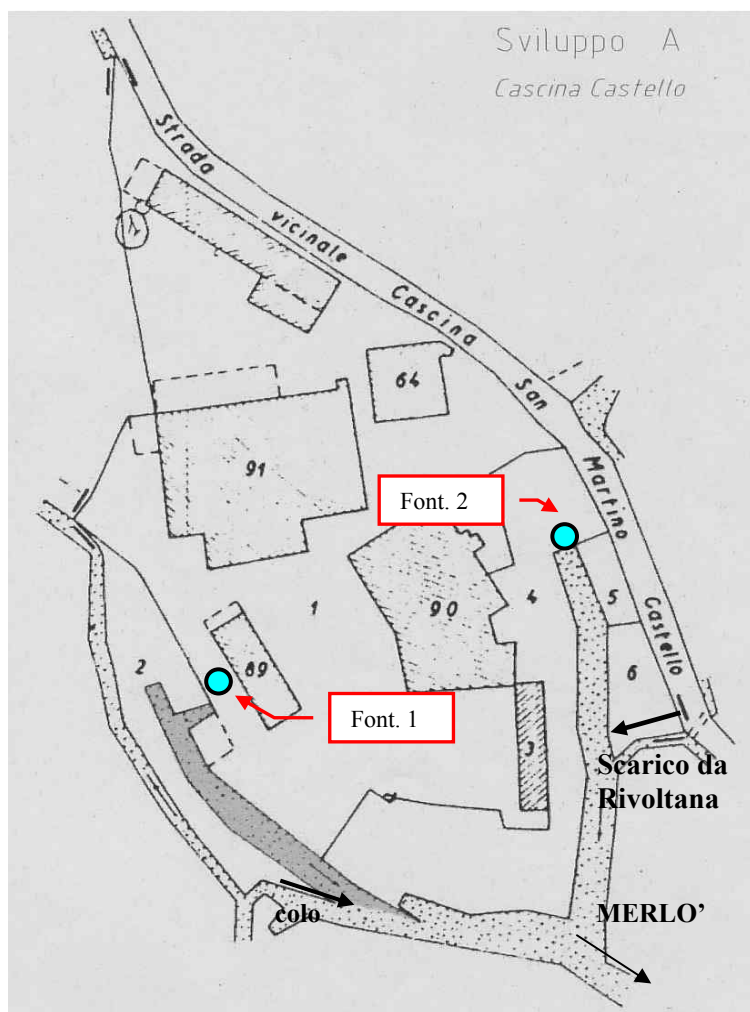 Sviluppo A
Cascina Castello
Strada vicinale Cascina San Martino Castello
64
91
Font. 2
1
90
4
5
2
89
6
Font. 1
3
Scarico da
Rivoltana
colo
MERLO’